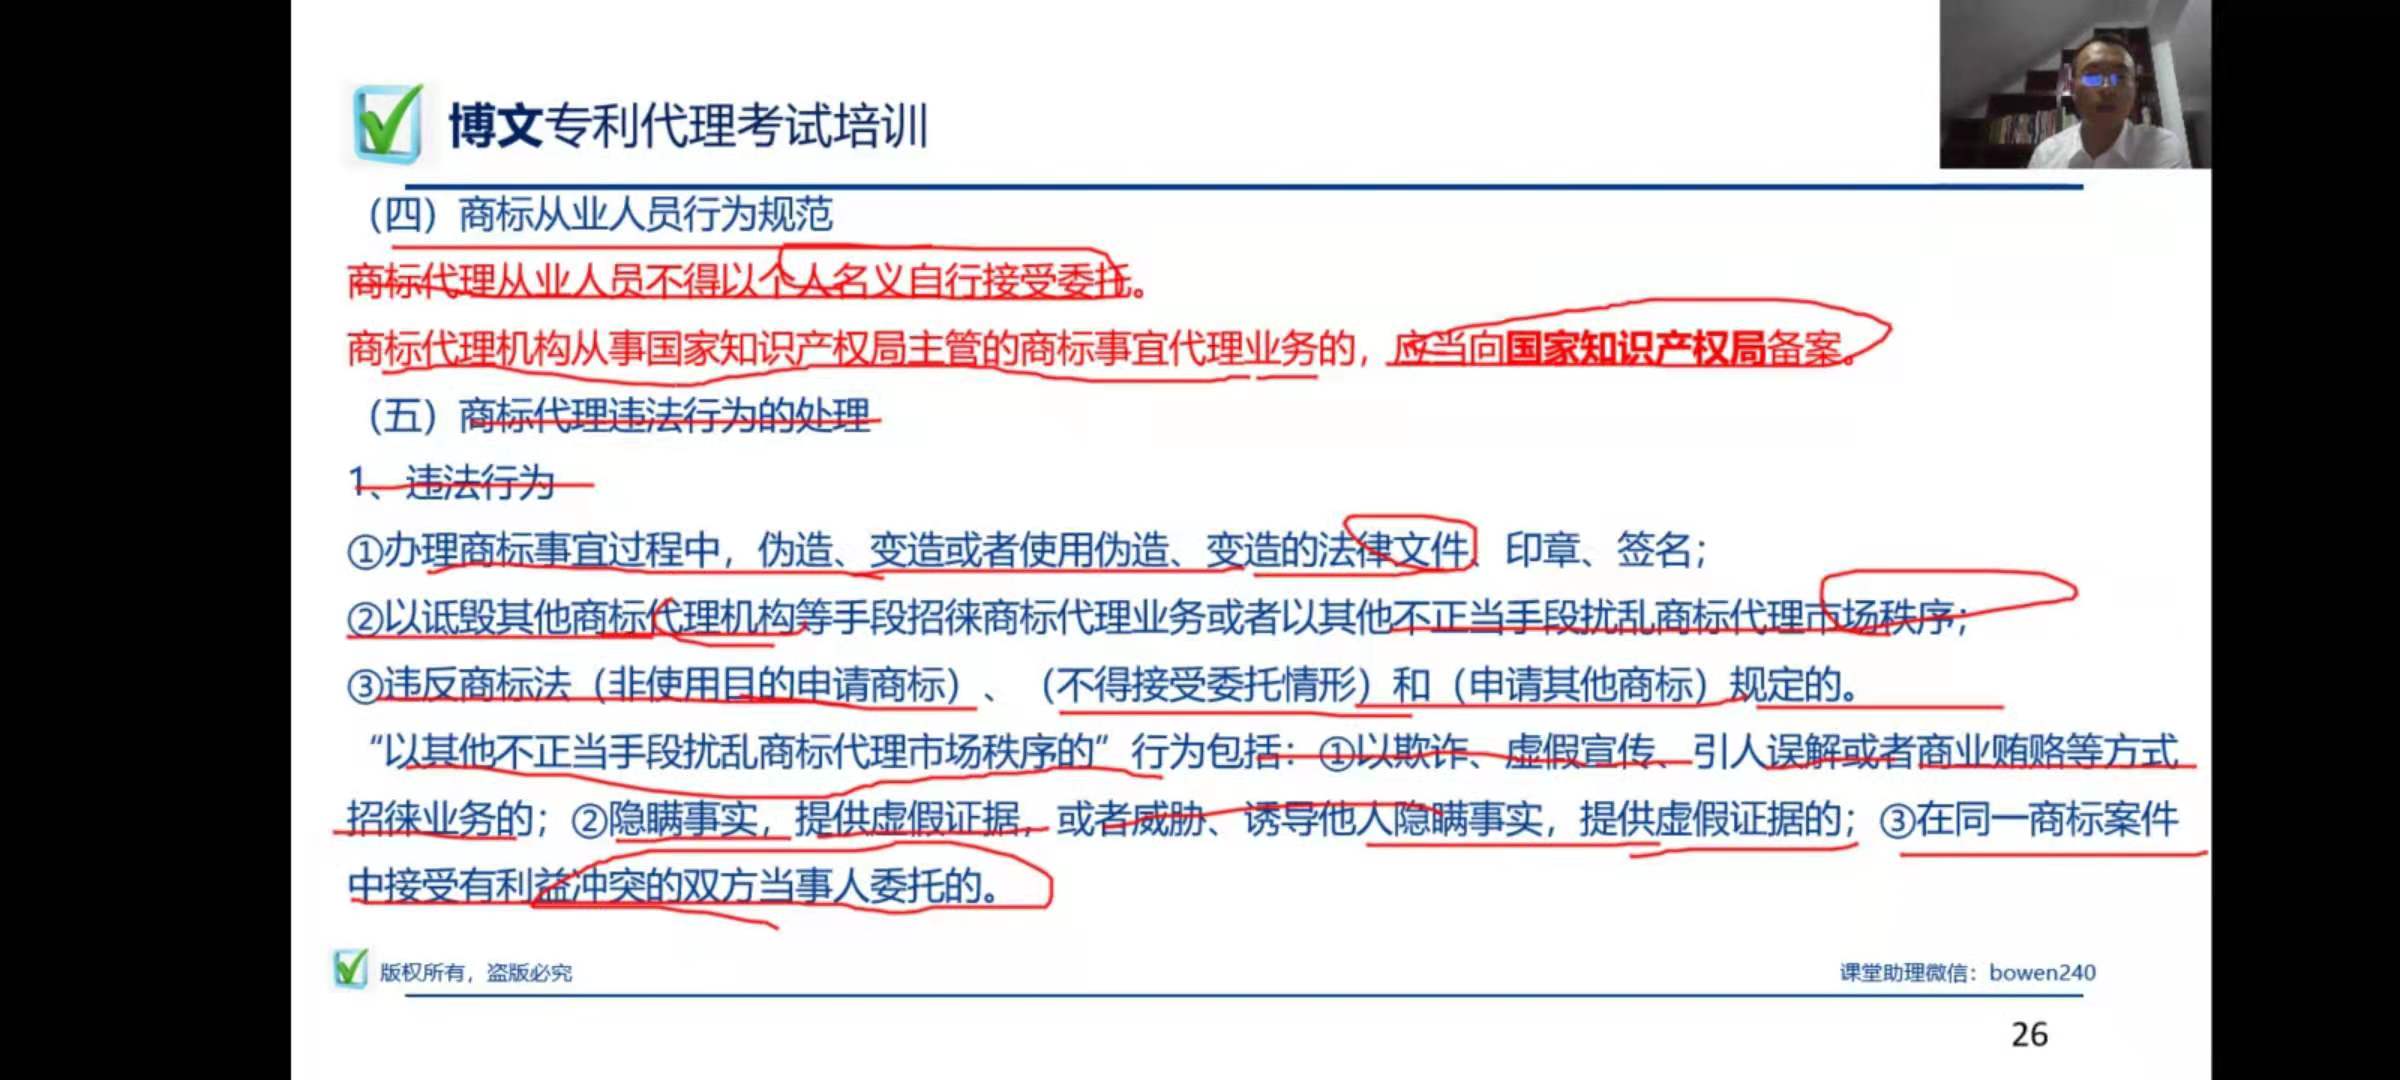 博文专利代理考试培训
（四）商标从业人员行为规范
商标代理从业人员不得以个人名义自行接受委托。
商标代理机构从事国家知识产权局主管的商标事宜代理业务的，应当向国家知识产权局备案。
（五）商标代理违法行为的处理
1、违法行为
①办理商标事宜过程中，伪造、变造或者使用伪造、变造的法律文件、印章、签名；
②以诋毁其他商标代理机构等手段招徕商标代理业务或者以其他不正当手段扰乱商标代理市场秩序；
③违反商标法（非使用目的申请商标）、（不得接受委托情形）和（申请其他商标）规定的。
“以其他不正当手段扰乱商标代理市场秩序的”行为包括：①以欺诈、虚假宣传、引人误解或者商业贿赂等方式
招徕业务的；②隐瞒事实，提供虚假证据，或者威胁、诱导他人隐瞒事实，提供虚假证据的；③在同一商标案件
中接受有利益冲突的双方当事人委托的。
版权所有，盗版必究
课堂助理微信：bowen240
26